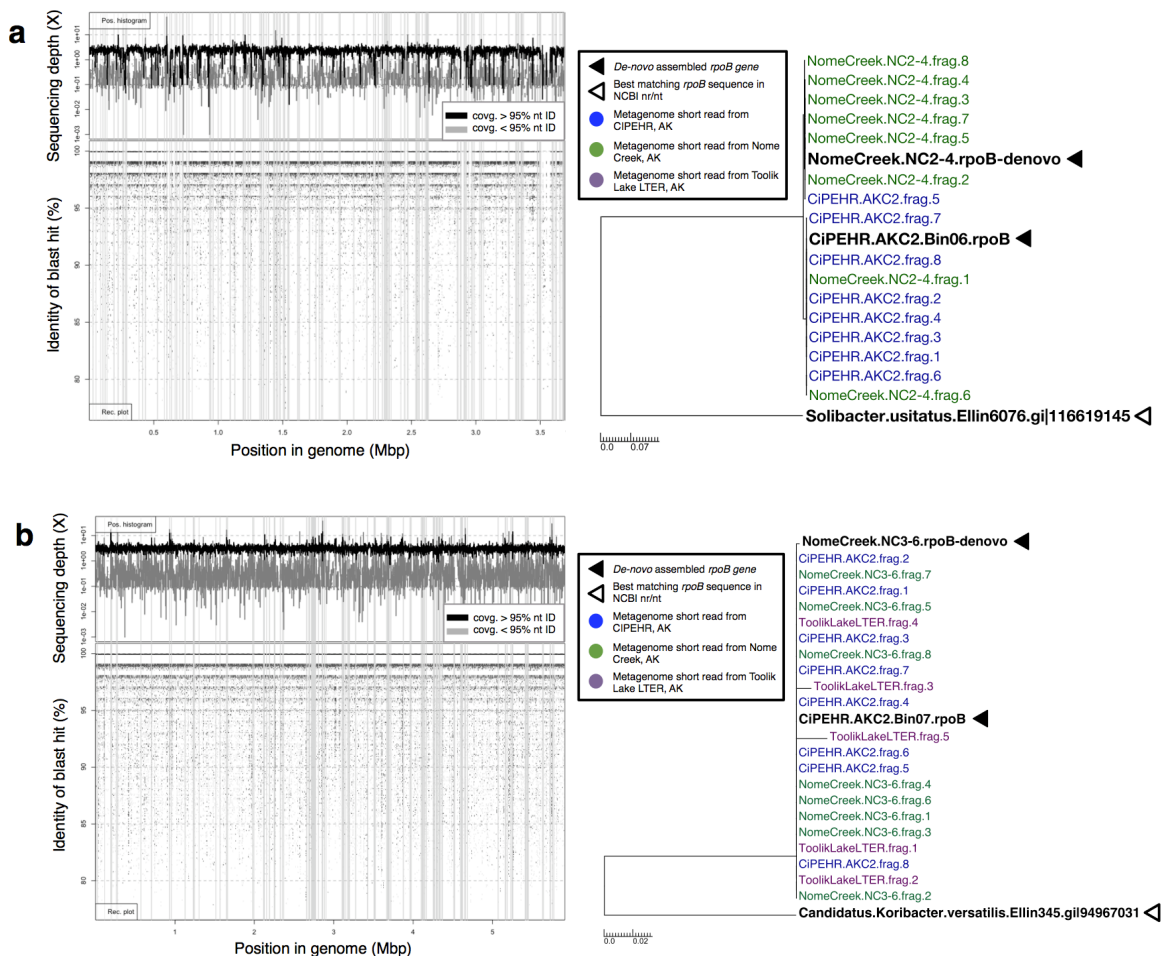 a
Pos. histogram
Sequencing depth (X)
1e+01
1e+00
1e-01
1e-02
1e-03
covg. > 95% nt ID
covg. < 95% nt ID
Identity of blast hit (%)
100
95
90
85
80
Rec. plot
0.5 1.0 1.5 2.0 2.5 3.0 3.5
Position in genome (Mbp)
De-novo assembled rpoB gene
Best matching rpoB sequence in
NCBI nr/nt
Metagenome short read from
CIPEHR, AK
Metagenome short read from Nome
Creek, AK
Metagenome short read from Toolik
Lake LTER, AK
NomeCreek.NC2-4.frag.8
NomeCreek.NC2-4.frag.4
NomeCreek.NC2-4.frag.3
NomeCreek.NC2-4.frag.7
NomeCreek.NC2-4.frag.5
NomeCreek.NC2-4.rpoB-denovo
NomeCreek.NC2-4.frag.2
CiPEHR.AKC2.frag.5
CiPEHR.AKC2.frag.7
CiPEHR.AKC2.Bin06.rpoB
CiPEHR.AKC2.frag.8
NomeCreek.NC2-4.frag.1
CiPEHR.AKC2.frag.2
CiPEHR.AKC2.frag.4
CiPEHR.AKC2.frag.3
CiPEHR.AKC2.frag.1
CiPEHR.AKC2.frag.6
NomeCreek.NC2-4.frag.6
Solibacter.usitatus.Ellin6076.gi|116619145
0.0 0.07
b
Pos. histogram
Sequencing depth (X)
1e+01
1e+00
1e-01
1e-02
1e-03
covg. > 95% nt ID
covg. < 95% nt ID
Identity of blast hit (%)
100
95
90
85
80
Rec. plot
1 2 3 4 5
Position in genome (Mbp)
De-novo assembled rpoB gene
Best matching rpoB sequence in
NCBI nr/nt
Metagenome short read from
CIPEHR, AK
Metagenome short read from Nome
Creek, AK
Metagenome short read from Toolik
Lake LTER, AK
NomeCreek.NC3-6.rpoB-denovo
CiPEHR.AKC2.frag.2
NomeCreek.NC3-6.frag.7
CiPEHR.AKC2.frag.1
NomeCreek.NC3-6.frag.5
ToolikLakeLTER.frag.4
CiPEHR.AKC2.frag.3
NomeCreek.NC3-6.frag.8
CiPEHR.AKC2.frag.7
ToolikLakeLTER.frag.3
CiPEHR.AKC2.frag.4
CiPEHR.AKC2.Bin07.rpoB
ToolikLakeLTER.frag.5
CiPEHR.AKC2.frag.6
CiPEHR.AKC2.frag.5
NomeCreek.NC3-6.frag.4
NomeCreek.NC3-6.frag.6
NomeCreek.NC3-6.frag.1
NomeCreek.NC3-6.frag.3
ToolikLakeLTER.frag.1
CiPEHR.AKC2.frag.8
ToolikLakeLTER.frag.2
NomeCreek.NC3-6.frag.2
Candidatus.Koribacter.versatilis.Ellin345.gi|94967031
0.0 0.02